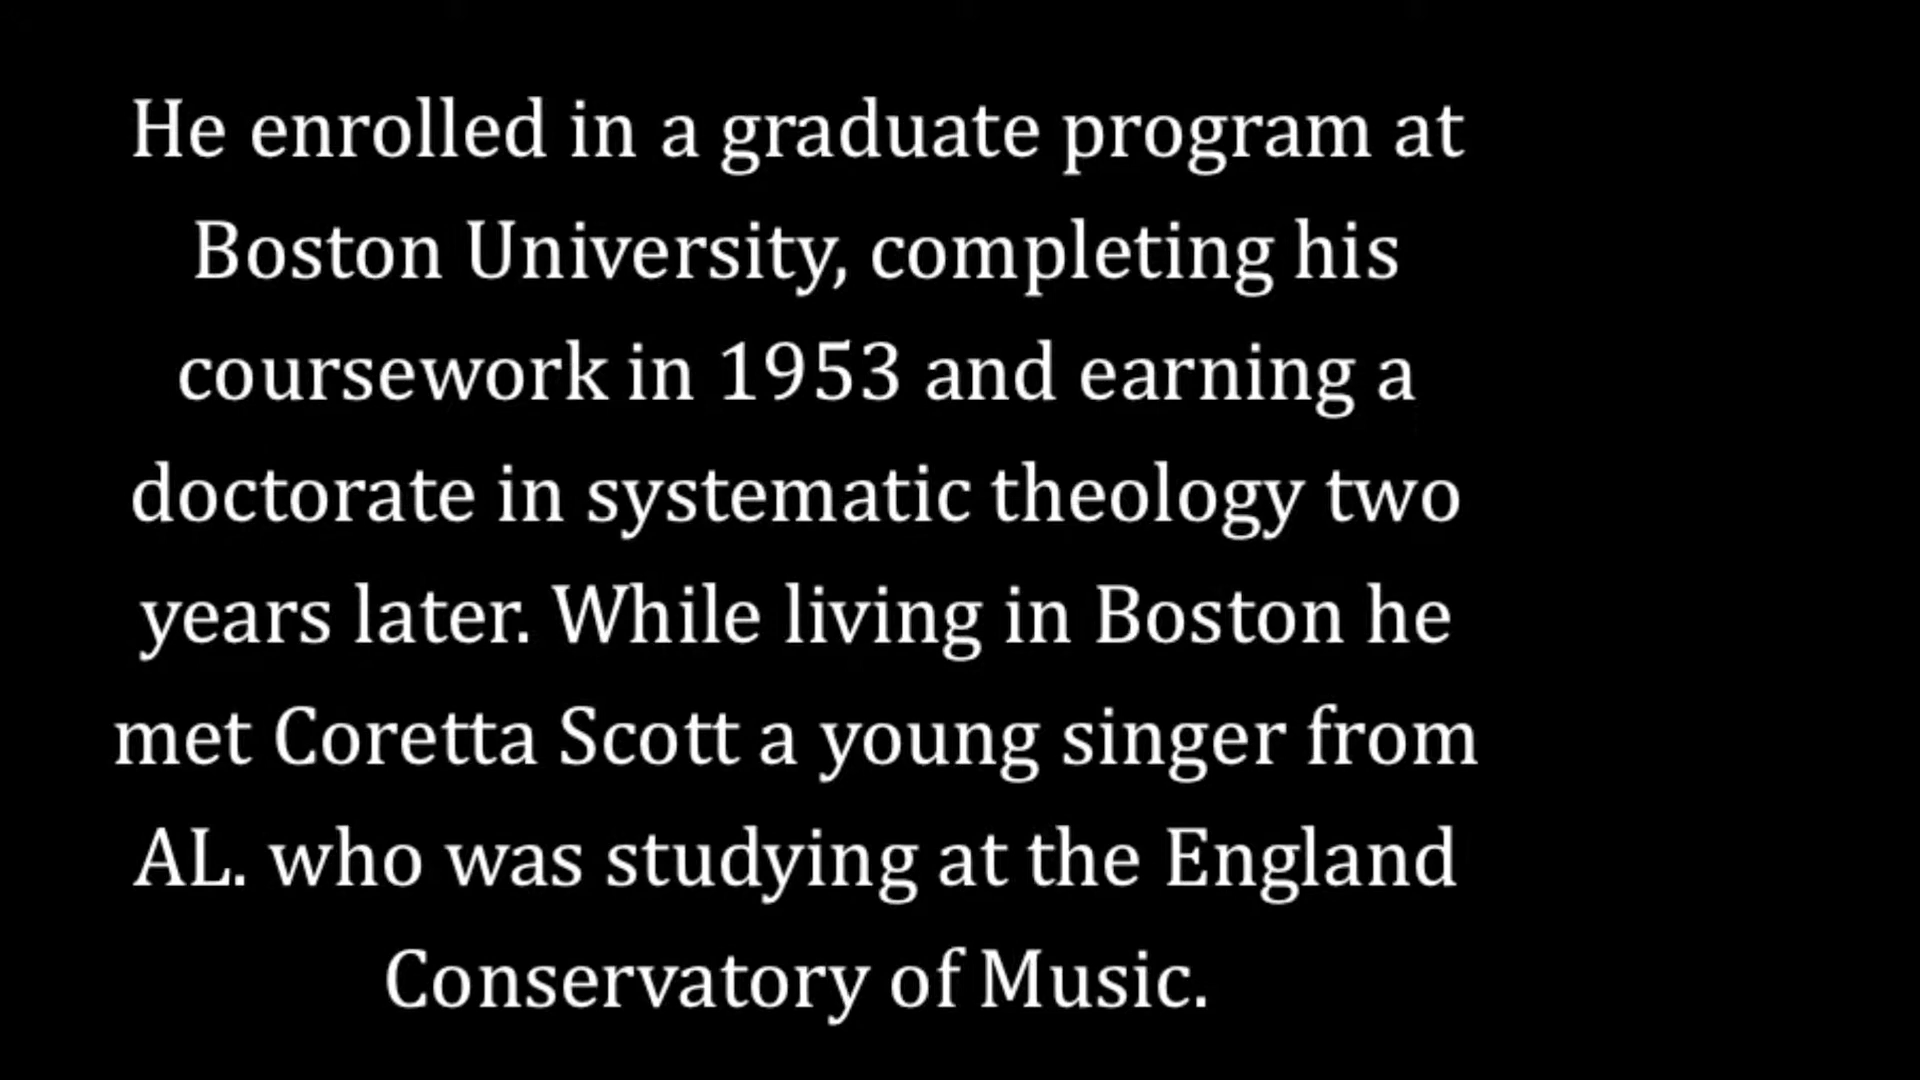 He enrolled in a graduate program at
Boston University, completing his
coursework in 1953 and earning a
doctorate in systematic theology two
years later. While living in Boston he
met Coretta Scott a young singer from
AL. who was studying at the England
Conservatory of Music.